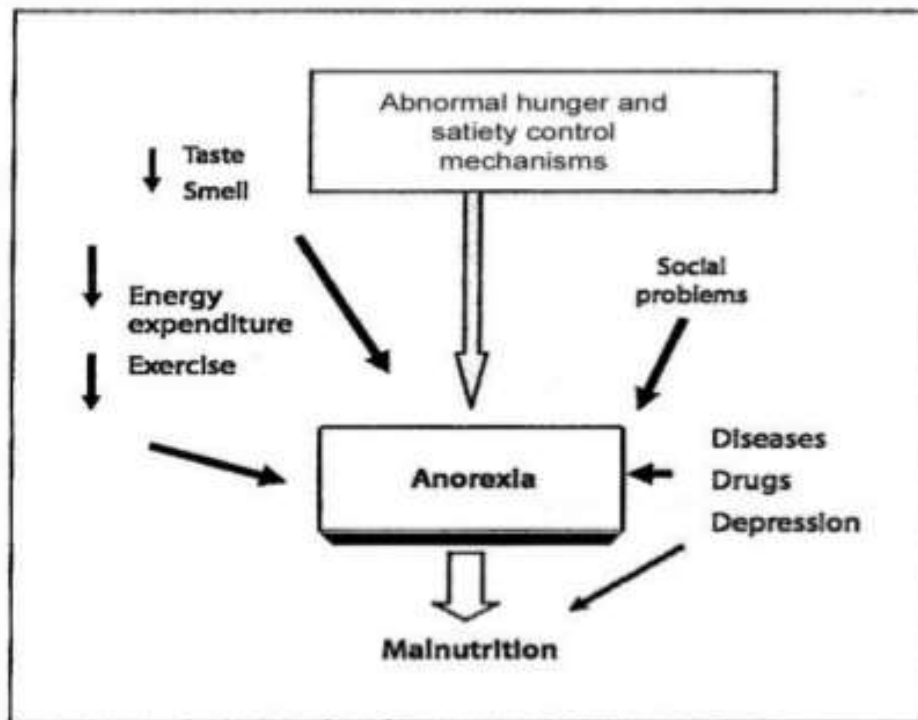 Abnormal hunger and
satiety control
mechanisms
Taste
Smell
Energy
expenditure
Exercise
Social
problems
Anorexia
Diseases
Drugs
Depression
Malnutrition